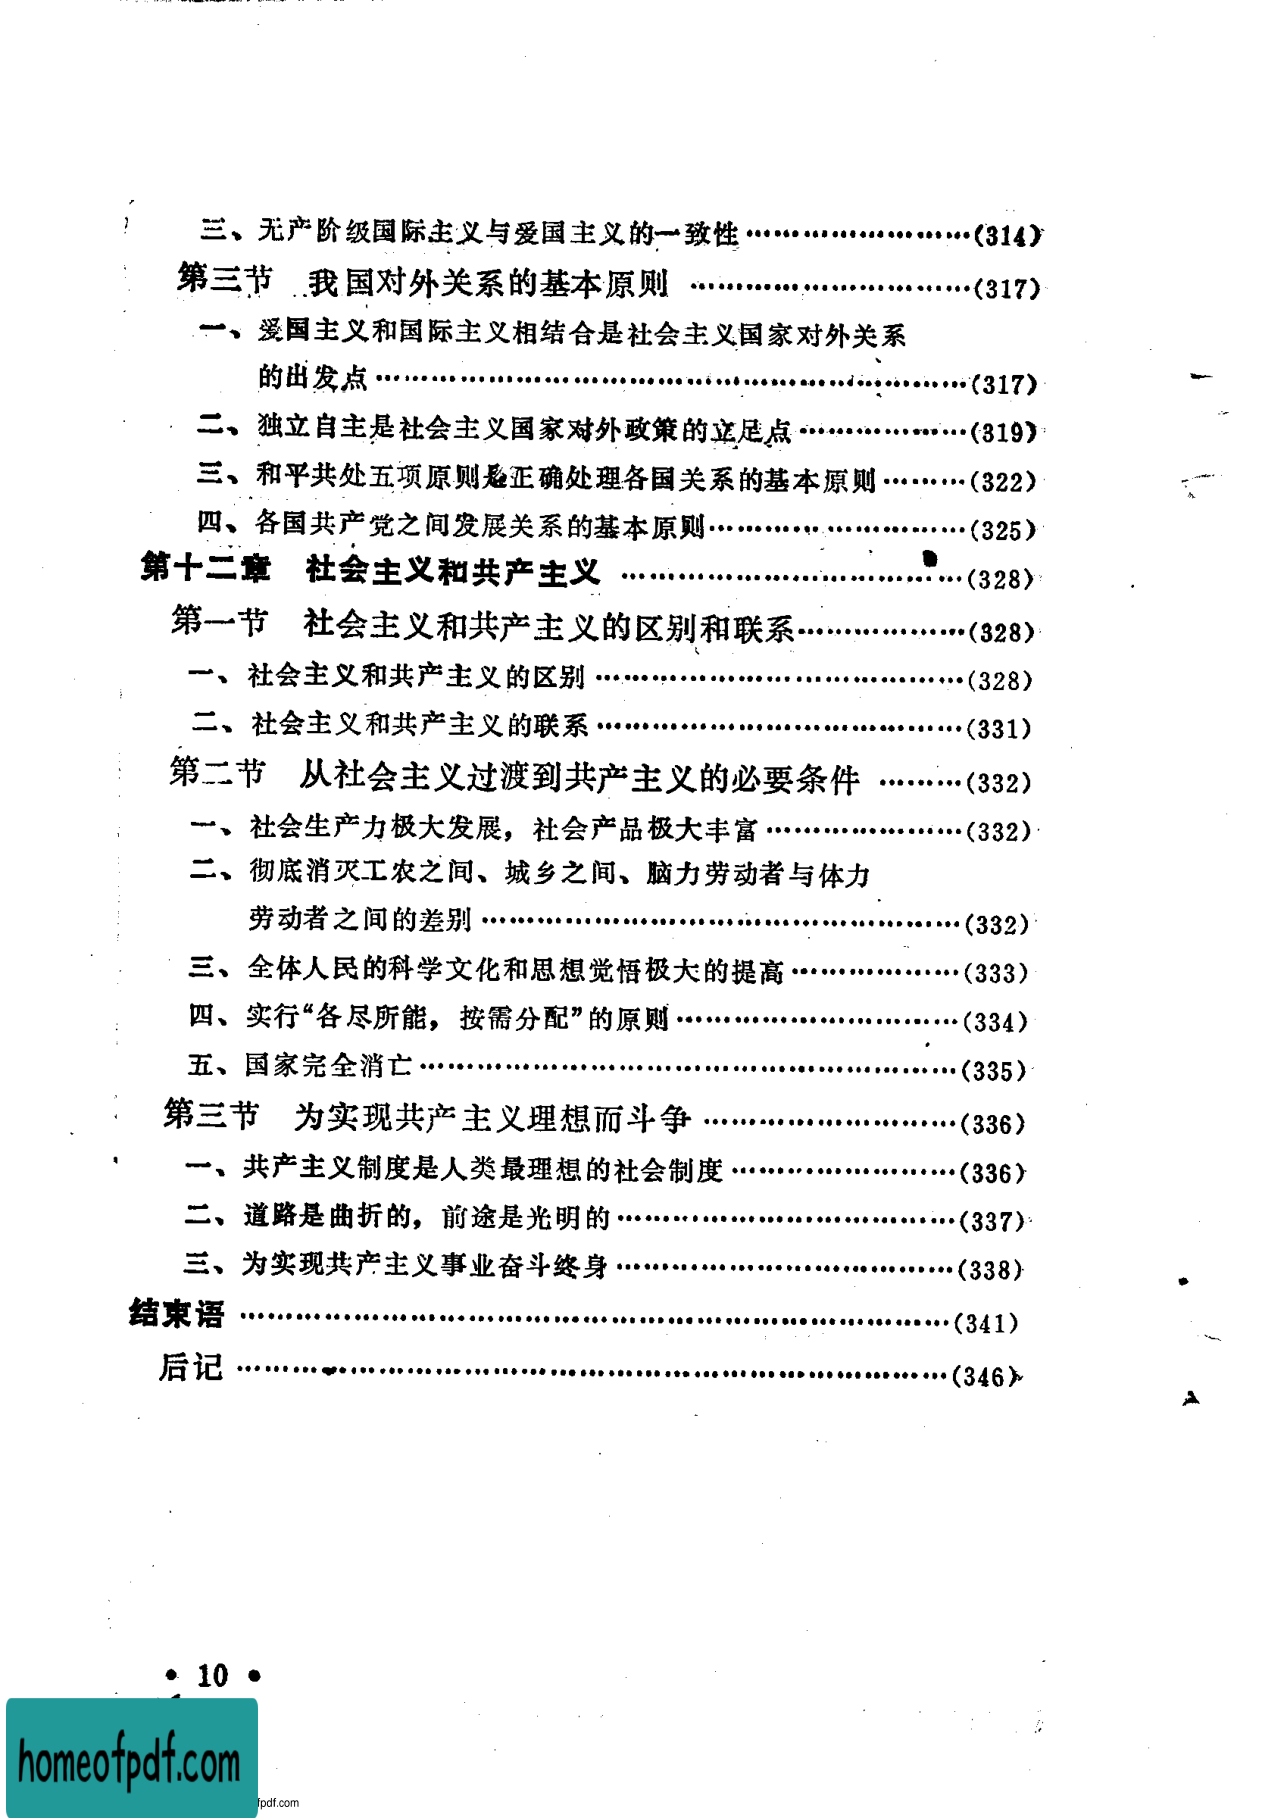 三、无产阶级国际主义与爱国主义的一致性……………………(314)
第三节 我国对外关系的基本原则 …………………………(317)
一、爱国主义和国际主义相结合是社会主义国家对外关系
的出发点…………………………………………………………(317)
二、独立自主是社会主义国家对外政策的立足点………………(319)
三、和平共处五项原则是正确处理各国关系的基本原则………(322)
四、各国共产党之间发展关系的基本原则………………………(325)
第十二章 社会主义和共产主义 ………………………………(328)
第一节 社会主义和共产主义的区别和联系………………(328)
一、社会主义和共产主义的区别…………………………………(328)
二、社会主义和共产主义的联系…………………………………(331)
第二节 从社会主义过渡到共产主义的必要条件 ………(332)
一、社会生产力极大发展，社会产品极大丰富…………………(332)
二、彻底消灭工农之间、城乡之间、脑力劳动者与体力
劳动者之间的差别……………………………………………(332)
三、全体人民的科学文化和思想觉悟极大的提高………………(333)
四、实行“各尽所能，按需分配”的原则…………………………(334)
五、国家完全消亡…………………………………………………(335)
第三节 为实现共产主义理想而斗争 ………………………(336)
一、共产主义制度是人类最理想的社会制度……………………(336)
二、道路是曲折的，前途是光明的………………………………(337)
三、为实现共产主义事业奋斗终身………………………………(338)
结束语 …………………………………………………………………(341)
后记……………………………………………………………………(346)
• 10 •
homeofpdf.com
fpdf.com